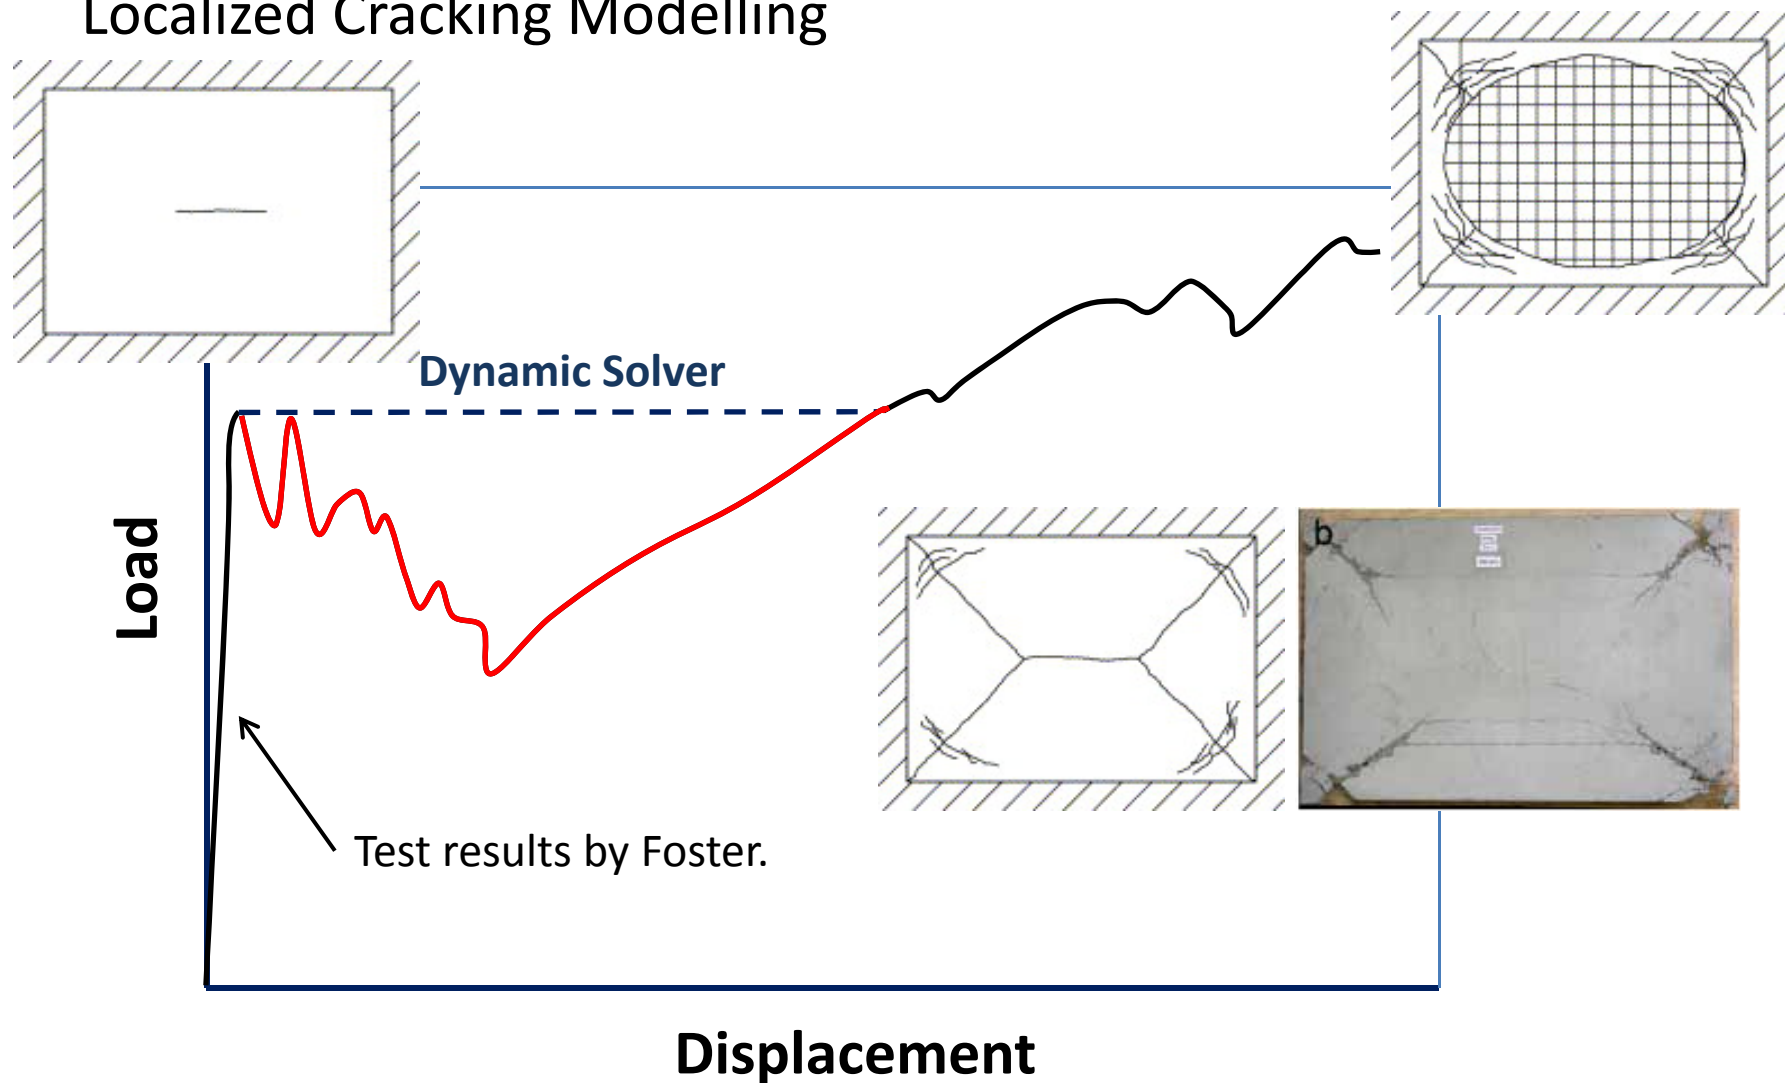 Localized Cracking Modelling
Dynamic Solver
Load
b
Test results by Foster.
Displacement